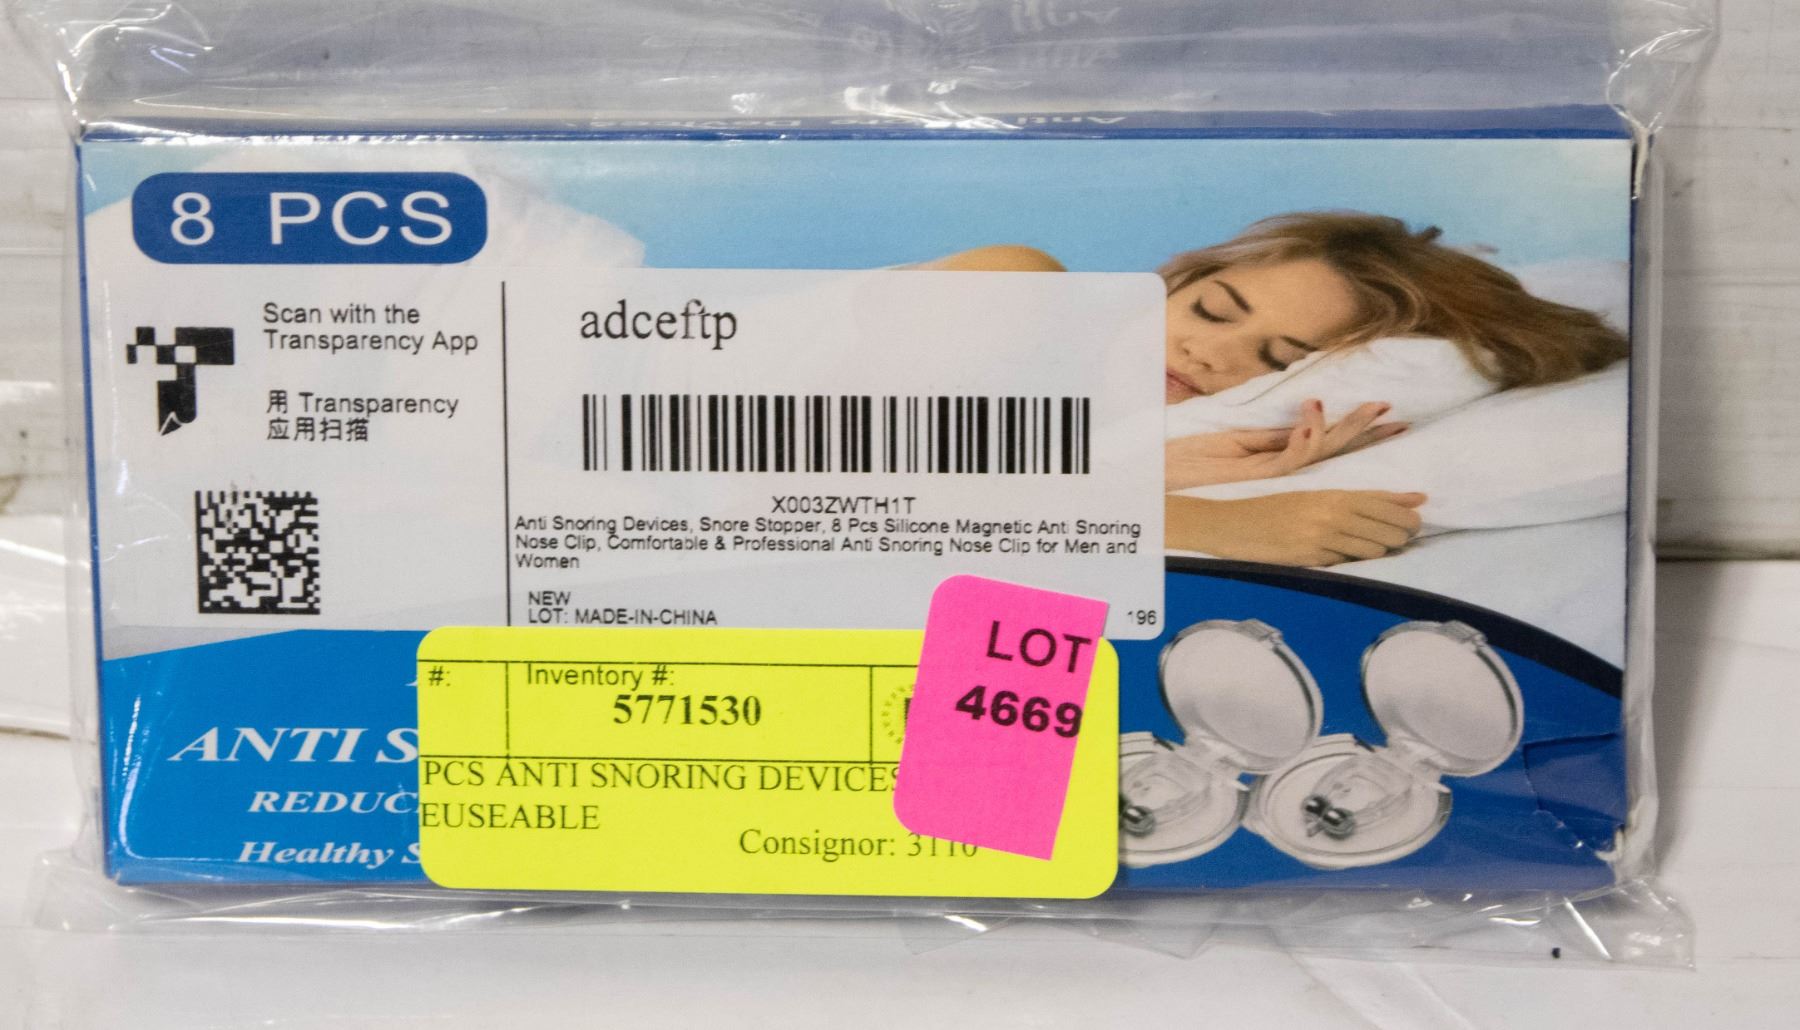 8 PCS
Scan with the
Transparency App
用 Transparency
应用扫描
adceftp
X003ZWTH1T
Anti Snoring Devices, Snore Stopper, 8 Pcs Silicone Magnetic Anti Snoring
Nose Clip, Comfortable & Professional Anti Snoring Nose Clip for Men and
Women
NEW
LOT: MADE-IN-CHINA
196
LOT
4669
#:
Inventory #:
5771530
PCS ANTI SNORING DEVICES
EUSEABLE
Consignor: 3110
ANTI S
REDUC
Healthy S